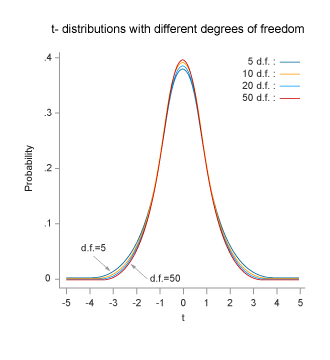 t- distributions with different degrees of freedom
5 d.f. :
10 d.f. :
20 d.f. :
50 d.f. :
.4
.3
.2
.2
0
Probability
d.f.=5
d.f.=50
-5 -4 -3 -2 -1 0 1 2 3 4 5
t